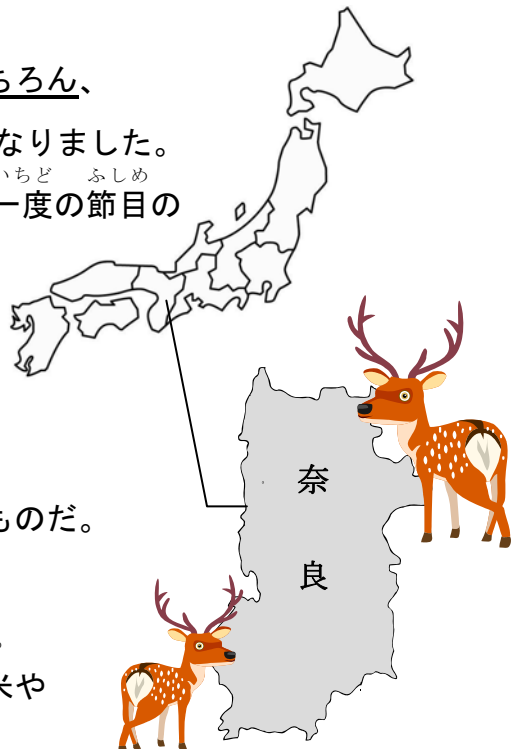 ちろん、
なりました。
いちど ふしめ
一度の節目の
奈
良
ものだ。
。
米や